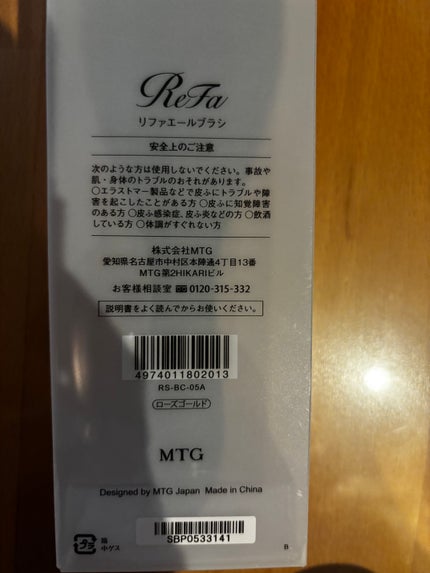 ReFa
リファエールブラシ
安全上のご注意
次のような方は使用しないでください。事故や
肌・身体のトラブルのおそれがあります。
○エラストマー製品などで皮ふにトラブルや障
害を起こしたことがある方 ○皮ふに知覚障害
のある方 ○皮ふ感染症、皮ふ炎などの方 ○飲酒
している方 ○体調がすぐれない方
株式会社MTG
愛知県名古屋市中村区本陣通4丁目13番
MTG第2HIKARIビル
お客様相談室 0120-315-332
説明書をよく読んでからお使いください。
4974011802013
RS-BC-05A
ローズゴールド
MTG
Designed by MTG Japan Made in China
プラ 箱
中ゲス
SBP0533141
B